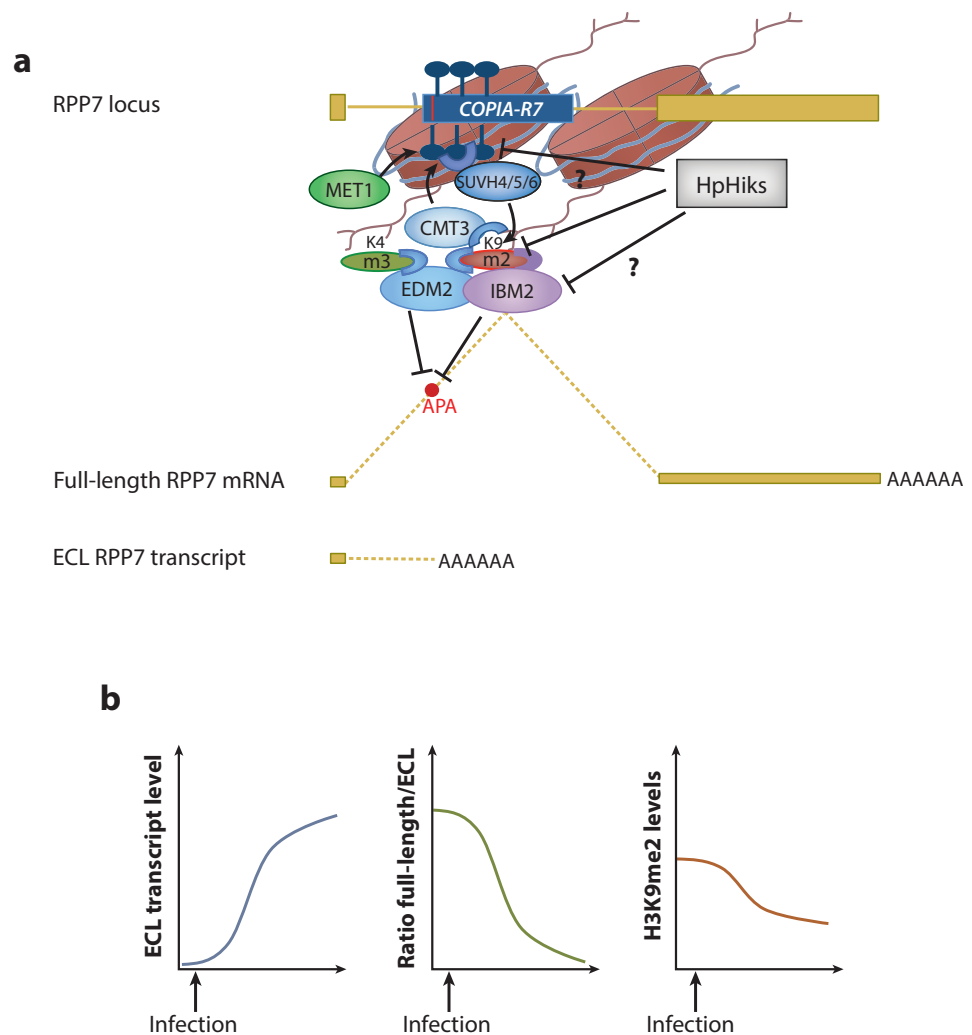 a
RPP7 locus
COPIA-R7
MET1
SUVH4/5/6
?
HpHiks
CMT3
K4
m3
K9
m2
EDM2
IBM2
?
APA
Full-length RPP7 mRNA
AAAAAA
ECL RPP7 transcript
AAAAAA
b
ECL transcript level
Infection
Ratio full-length/ECL
Infection
H3K9me2 levels
Infection